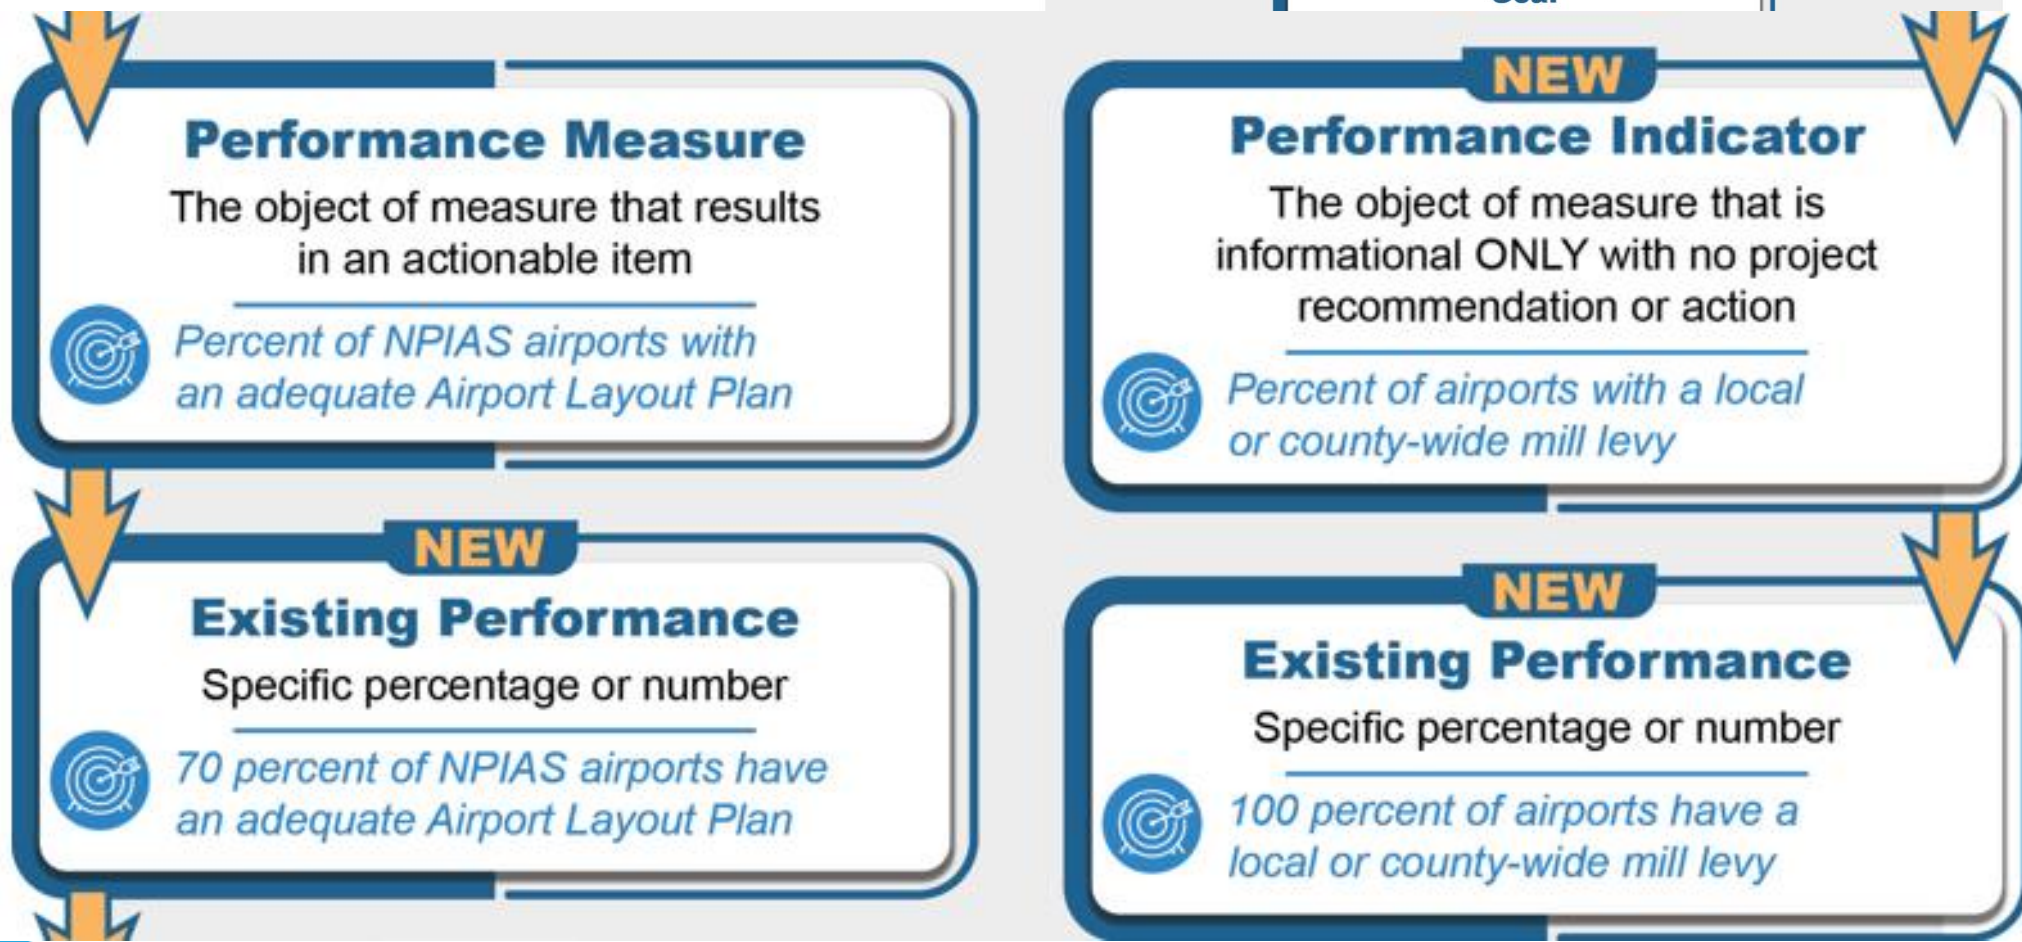 Performance Measure
The object of measure that results
in an actionable item
Percent of NPIAS airports with
an adequate Airport Layout Plan
NEW
Existing Performance
Specific percentage or number
70 percent of NPIAS airports have
an adequate Airport Layout Plan
NEW
Performance Indicator
The object of measure that is
informational ONLY with no project
recommendation or action
Percent of airports with a local
or county-wide mill levy
NEW
Existing Performance
Specific percentage or number
100 percent of airports have a
local or county-wide mill levy